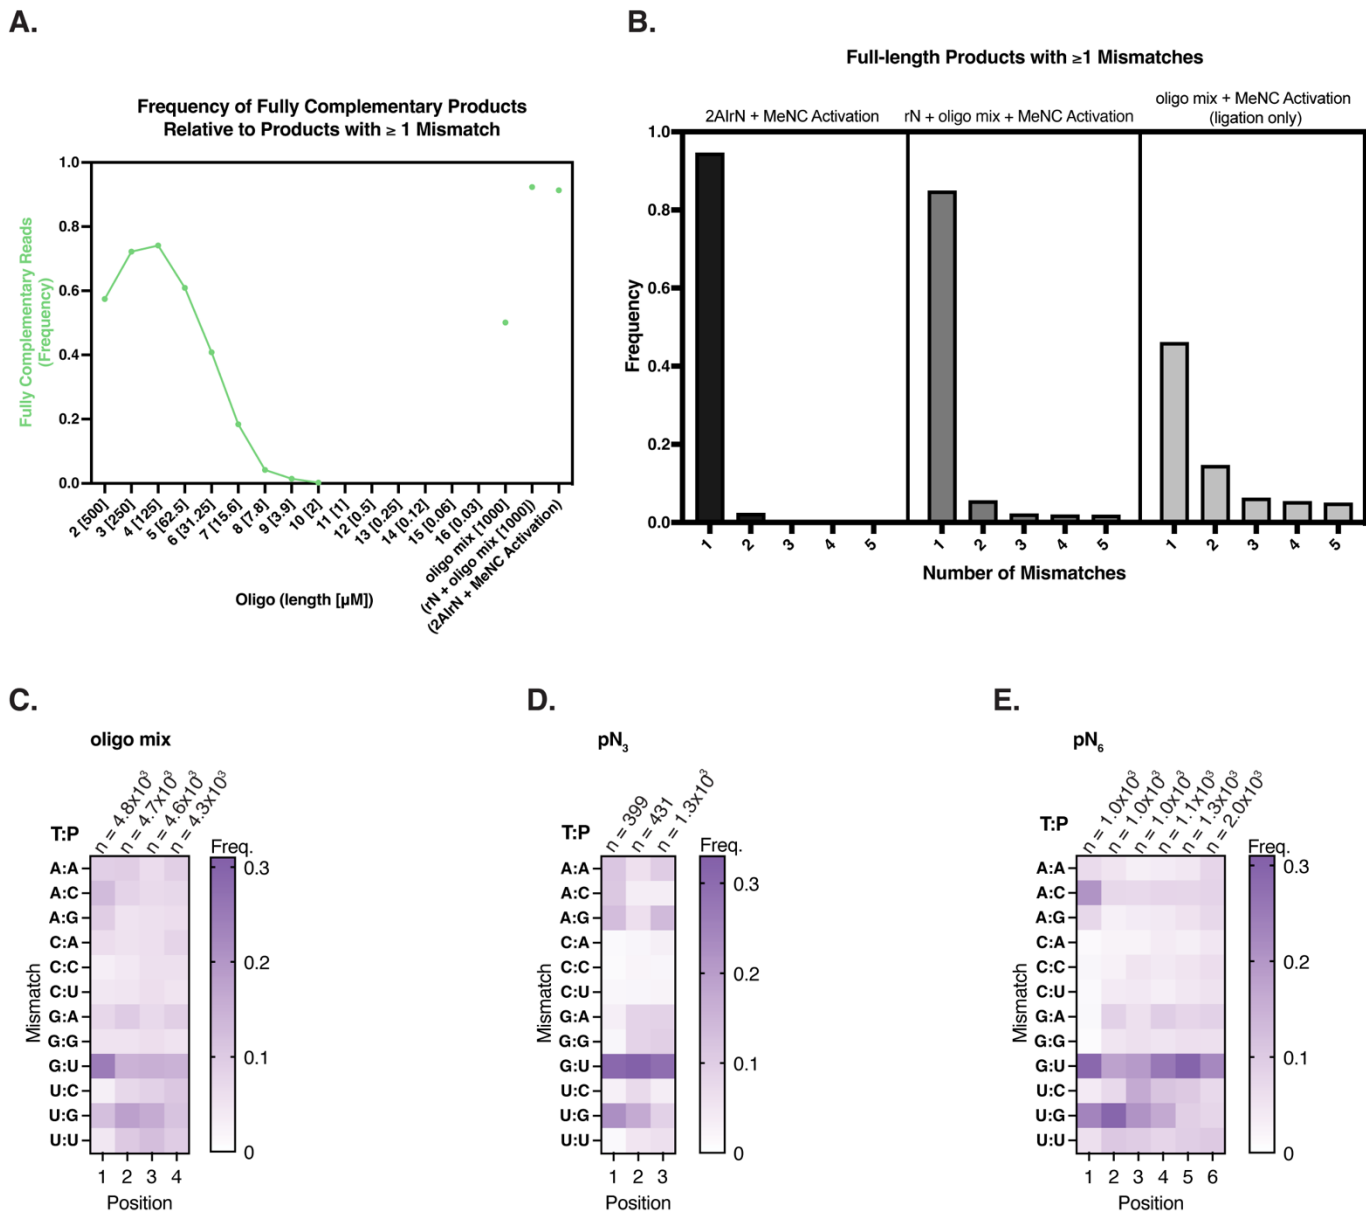 A.
Frequency of Fully Complementary Products
Relative to Products with ≥ 1 Mismatch
Fully Complementary Reads
(Frequency)
1.0
0.8
0.6
0.4
0.2
0.0
2 [500]
3 [250]
4 [125]
5 [62.5]
6 [31.25]
7 [15.6]
8 [7.8]
9 [3.9]
10 [2]
11 [1]
12 [0.5]
13 [0.25]
14 [0.12]
15 [0.06]
16 [0.03]
oligo mix [1000]
(rN + oligo mix [1000])
(2AIrN + MeNC Activation)
Oligo (length [µM])
B.
Full-length Products with ≥1 Mismatches
2AIrN + MeNC Activation
rN + oligo mix + MeNC Activation
oligo mix + MeNC Activation
(ligation only)
Frequency
1.0
0.8
0.6
0.4
0.2
0.0
1 2 3 4 5
1 2 3 4 5
1 2 3 4 5
Number of Mismatches
C.
oligo mix
n = 4.8x10³
n = 4.7x10³
n = 4.6x10³
n = 4.3x10³
T:P
Freq.
Mismatch
A:A
A:C
A:G
C:A
C:C
C:U
G:A
G:G
G:U
U:C
U:G
U:U
0.3
0.2
0.1
0
1 2 3 4
Position
D.
pN₃
n = 399
n = 431
n = 1.3x10³
T:P
Freq.
Mismatch
A:A
A:C
A:G
C:A
C:C
C:U
G:A
G:G
G:U
U:C
U:G
U:U
0.3
0.2
0.1
0
1 2 3
Position
E.
pN₆
n = 1.0x10³
n = 1.0x10³
n = 1.0x10³
n = 1.1x10³
n = 1.3x10³
n = 2.0x10³
T:P
Freq.
Mismatch
A:A
A:C
A:G
C:A
C:C
C:U
G:A
G:G
G:U
U:C
U:G
U:U
0.3
0.2
0.1
0
1 2 3 4 5 6
Position